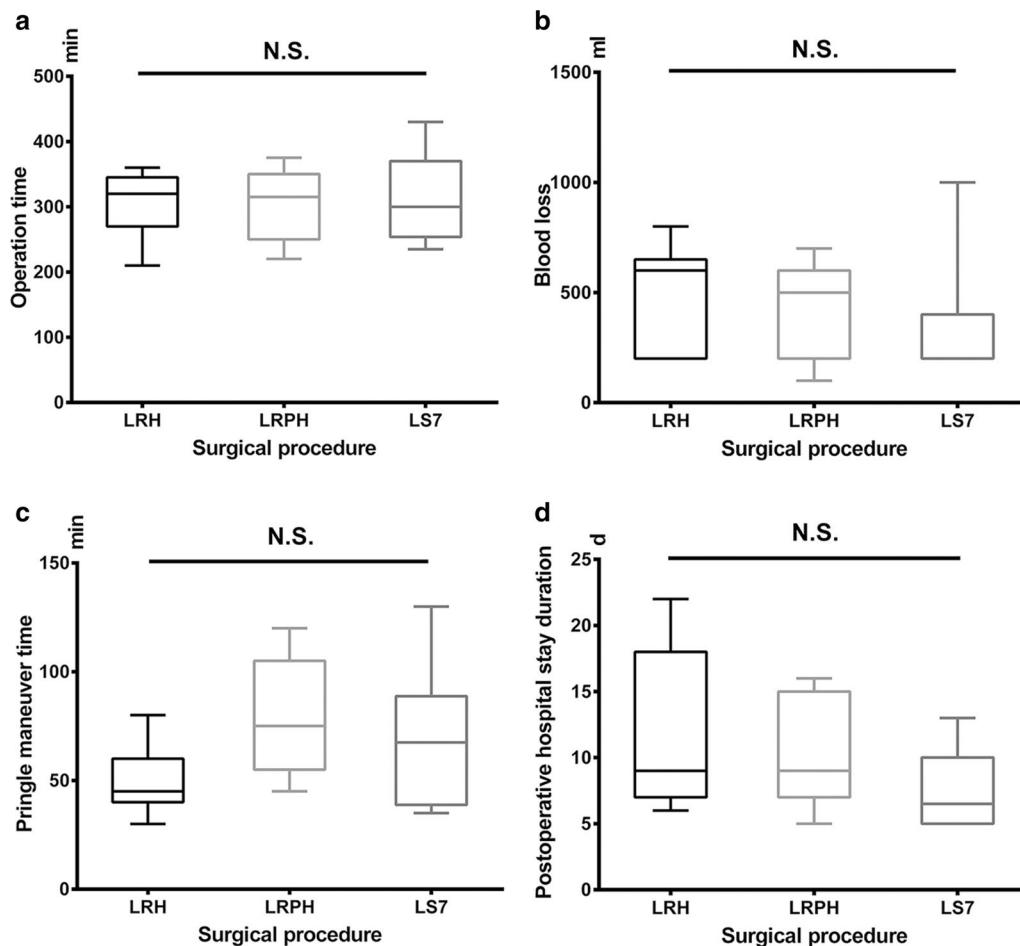 a
min
N.S.
Operation time
500
400
300
200
100
0
LRH LRPH LS7
Surgical procedure
b
ml
N.S.
Blood loss
1500
1000
500
0
LRH LRPH LS7
Surgical procedure
c
min
N.S.
Pringle maneuver time
150
100
50
0
LRH LRPH LS7
Surgical procedure
d
d
N.S.
Postoperative hospital stay duration
25
20
15
10
5
0
LRH LRPH LS7
Surgical procedure